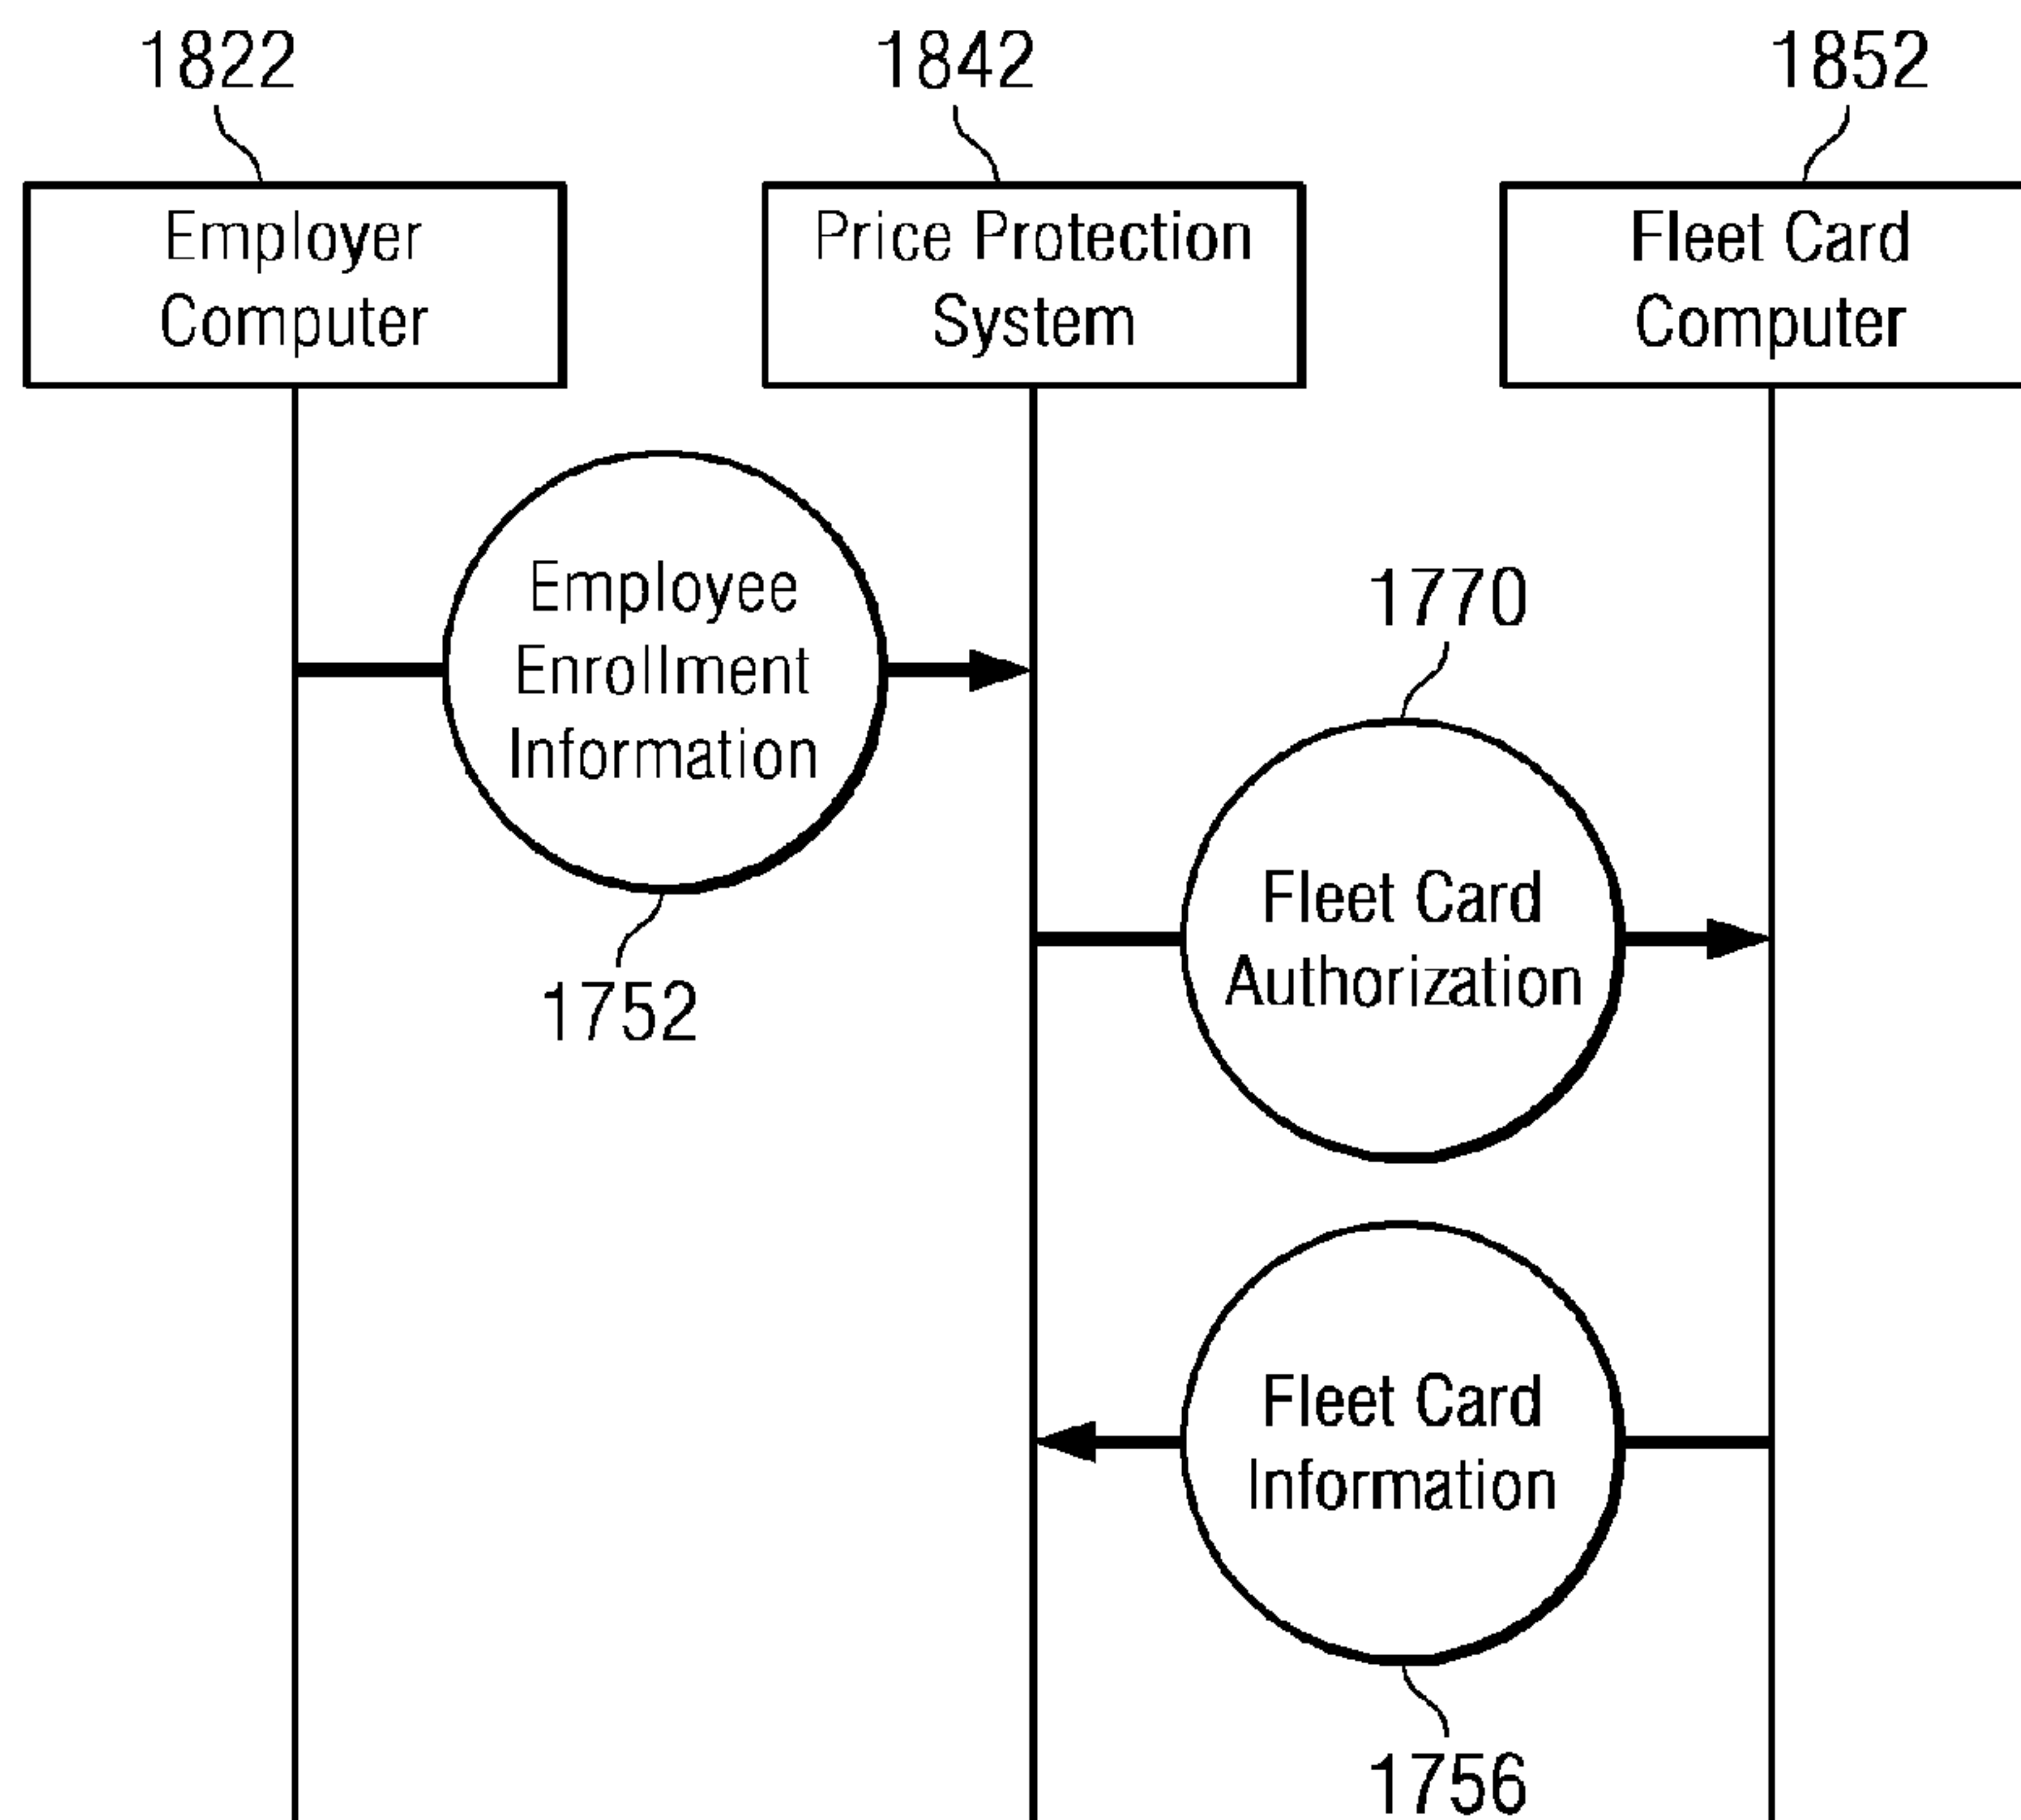 1822
1842
1852
Employer
Computer
Price Protection
System
Fleet Card
Computer
Employee
Enrollment
Information
1752
1770
Fleet Card
Authorization
Fleet Card
Information
1756